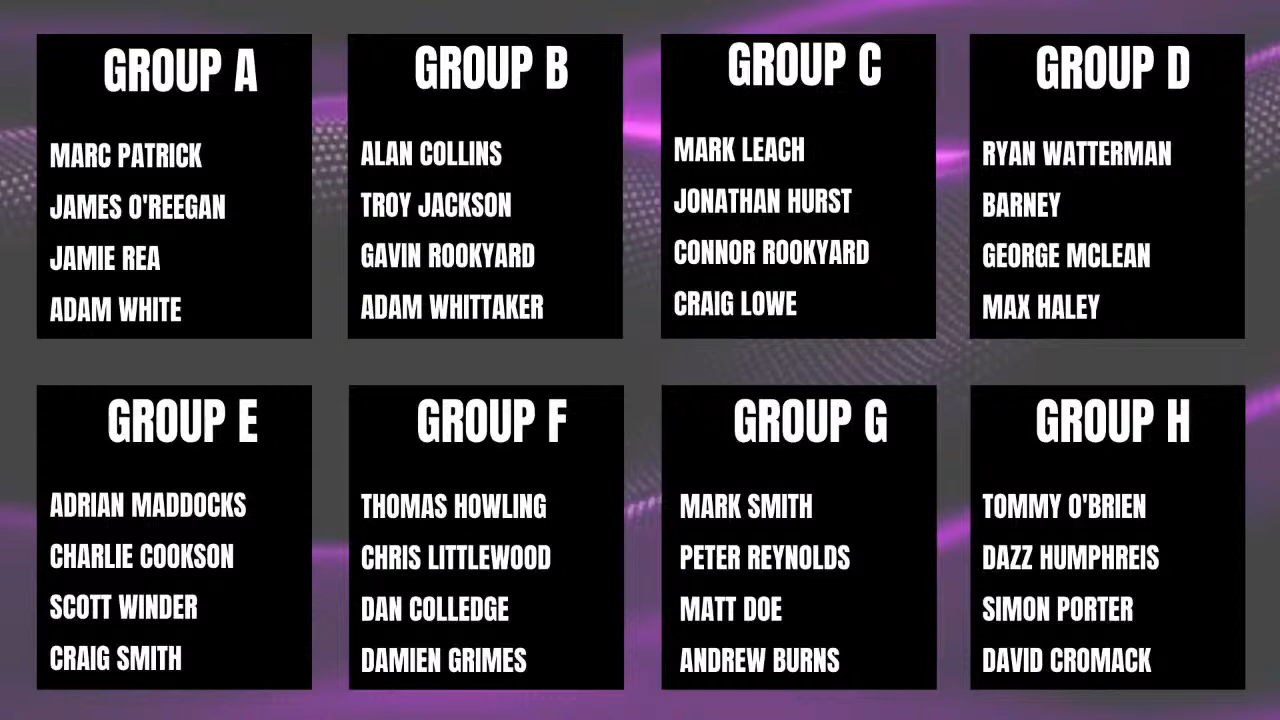 GROUP A
MARC PATRICK
JAMES O'REEGAN
JAMIE REA
ADAM WHITE
GROUP B
ALAN COLLINS
TROY JACKSON
GAVIN ROOKYARD
ADAM WHITTAKER
GROUP C
MARK LEACH
JONATHAN HURST
CONNOR ROOKYARD
CRAIG LOWE
GROUP D
RYAN WATTERMAN
BARNEY
GEORGE MCLEAN
MAX HALEY
GROUP E
ADRIAN MADDOCKS
CHARLIE COOKSON
SCOTT WINDER
CRAIG SMITH
GROUP F
THOMAS HOWLING
CHRIS LITTLEWOOD
DAN COLLEDGE
DAMIEN GRIMES
GROUP G
MARK SMITH
PETER REYNOLDS
MATT DOE
ANDREW BURNS
GROUP H
TOMMY O'BRIEN
DAZZ HUMPHREIS
SIMON PORTER
DAVID CROMACK